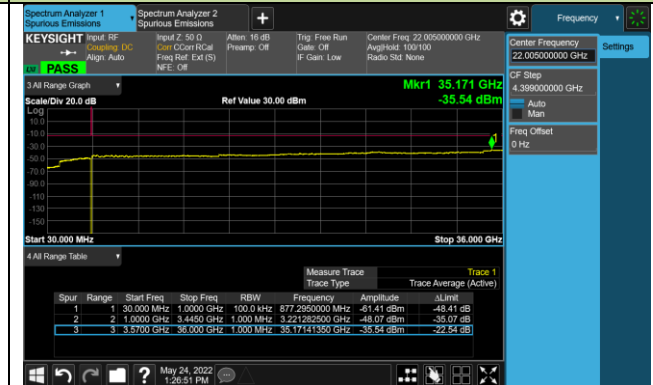 Spectrum Analyzer 1
Spurious Emissions
Spectrum Analyzer 2
Spurious Emissions
+
Frequency
KEYSIGHT
Input: RF
Coupling: DC
Align: Auto
Input Z: 50 Ω
Corr CCorr RCal
Freq Ref: Ext (S)
NFE: Off
Atten: 16 dB
Preamp: Off
Trig: Free Run
Gate: Off
IF Gain: Low
Center Freq: 22.005000000 GHz
Avg|Hold: 100/100
Radio Std: None
PASS
Center Frequency
22.005000000 GHz
Settings
CF Step
4.399000000 GHz
Auto
Man
Freq Offset
0 Hz
3 All Range Graph
Mkr1 35.171 GHz
Scale/Div 20.0 dB
Ref Value 30.00 dBm
-35.54 dBm
Log
10.0
-10.0
-30.0
-50.0
-70.0
-90.0
-110
-130
-150
1
Start 30.000 MHz
Stop 36.000 GHz
4 All Range Table
Measure Trace Trace 1
Trace Type Trace Average (Active)
Spur Range Start Freq Stop Freq RBW Frequency Amplitude ΔLimit
1 1 30.000 MHz 1.0000 GHz 100.0 kHz 877.2950000 MHz -61.41 dBm -48.41 dB
2 2 1.0000 GHz 3.4450 GHz 1.000 MHz 3.221282500 GHz -48.07 dBm -35.07 dB
3 3 3.5700 GHz 36.000 GHz 1.000 MHz 35.17141350 GHz -35.54 dBm -22.54 dB
?
May 24, 2022
1:26:51 PM